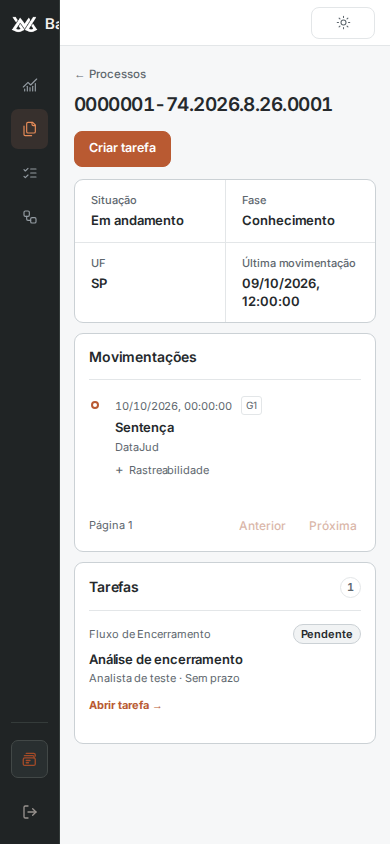 Ba
← Processos
0000001-74.2026.8.26.0001
Criar tarefa
Situação
Em andamento
Fase
Conhecimento
UF
SP
Última movimentação
09/10/2026,
12:00:00
Movimentações
10/10/2026, 00:00:00 G1
Sentença
DataJud
+ Rastreabilidade
Página 1
Anterior
Próxima
Tarefas
1
Fluxo de Encerramento
Pendente
Análise de encerramento
Analista de teste · Sem prazo
Abrir tarefa →